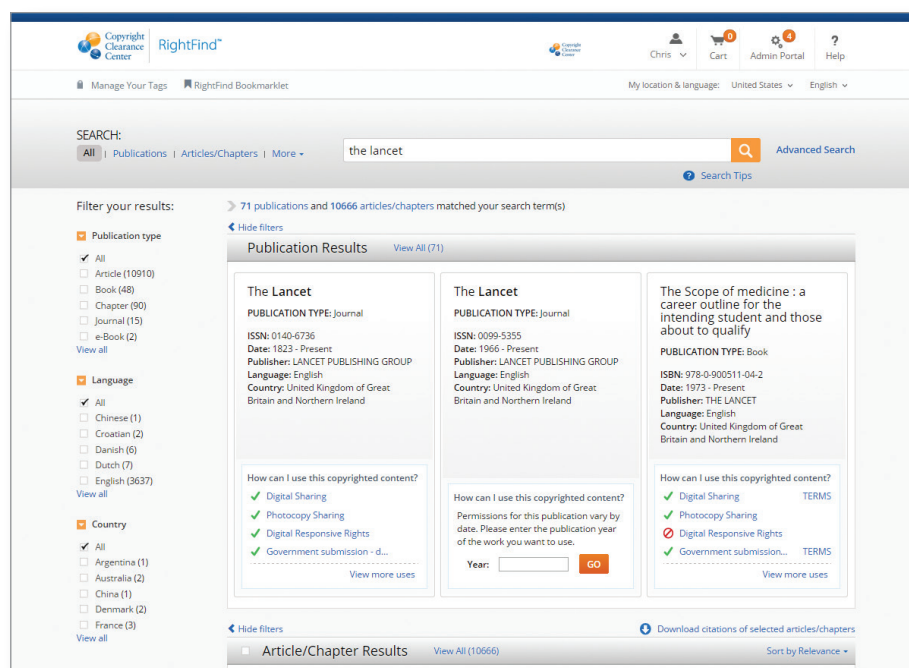 Copyright
Clearance
Center
RightFind™
Copyright
Clearance
Center
Chris
0
Cart
4
Admin Portal
?
Help
Manage Your Tags
RightFind Bookmarklet
My location & language: United States
English
SEARCH:
All | Publications | Articles/Chapters | More
the lancet
Advanced Search
? Search Tips
Filter your results:
71 publications and 10666 articles/chapters matched your search term(s)
Hide filters
Publication type
All
Article (10910)
Book (48)
Chapter (90)
Journal (15)
e-Book (2)
View all
Language
All
Chinese (1)
Croatian (2)
Danish (6)
Dutch (7)
English (3637)
View all
Country
All
Argentina (1)
Australia (2)
China (1)
Denmark (2)
France (3)
View all
Publication Results View All (71)
The Lancet
PUBLICATION TYPE: Journal
ISSN: 0140-6736
Date: 1823 - Present
Publisher: LANCET PUBLISHING GROUP
Language: English
Country: United Kingdom of Great
Britain and Northern Ireland
How can I use this copyrighted content?
Digital Sharing
Photocopy Sharing
Digital Responsive Rights
Government submission - d...
View more uses
The Lancet
PUBLICATION TYPE: Journal
ISSN: 0099-5355
Date: 1966 - Present
Publisher: LANCET PUBLISHING GROUP
Language: English
Country: United Kingdom of Great
Britain and Northern Ireland
How can I use this copyrighted content?
Permissions for this publication vary by
date. Please enter the publication year
of the work you want to use.
Year: GO
The Scope of medicine : a
career outline for the
intending student and those
about to qualify
PUBLICATION TYPE: Book
ISBN: 978-0-900511-04-2
Date: 1973 - Present
Publisher: THE LANCET
Language: English
Country: United Kingdom of Great
Britain and Northern Ireland
How can I use this copyrighted content?
Digital Sharing TERMS
Photocopy Sharing
Digital Responsive Rights
Government submission... TERMS
View more uses
Hide filters
Download citations of selected articles/chapters
Article/Chapter Results View All (10666)
Sort by Relevance